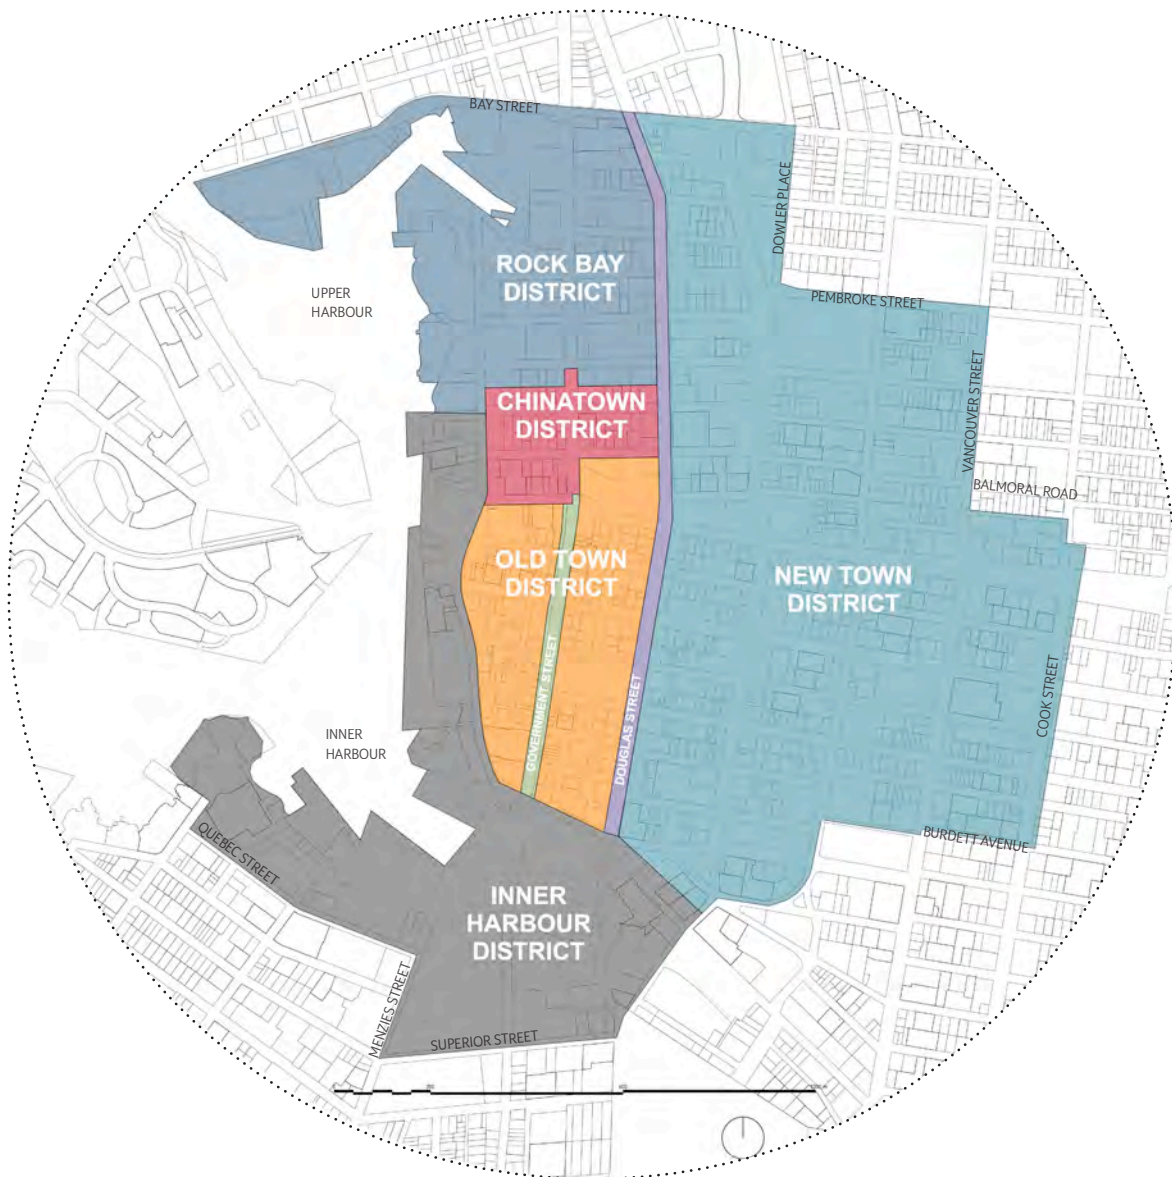 BAY STREET
DOWLER PLACE
ROCK BAY
DISTRICT
UPPER
HARBOUR
PEMBROKE STREET
VANCOUVER STREET
CHINATOWN
DISTRICT
BALMORAL ROAD
OLD TOWN
DISTRICT
NEW TOWN
DISTRICT
GOVERNMENT STREET
DOUGLAS STREET
COOK STREET
INNER
HARBOUR
QUEBEC STREET
BURDETT AVENUE
INNER
HARBOUR
DISTRICT
MENZIES STREET
SUPERIOR STREET